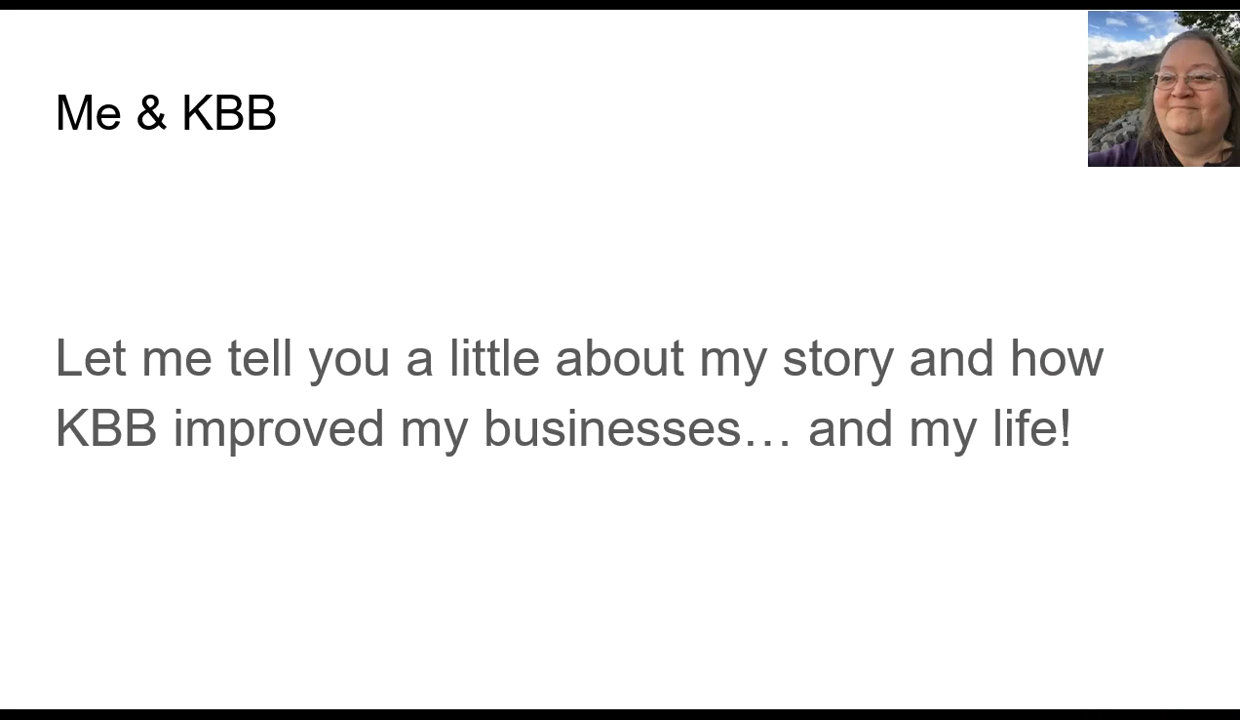 Me & KBB
Let me tell you a little about my story and how
KBB improved my businesses… and my life!